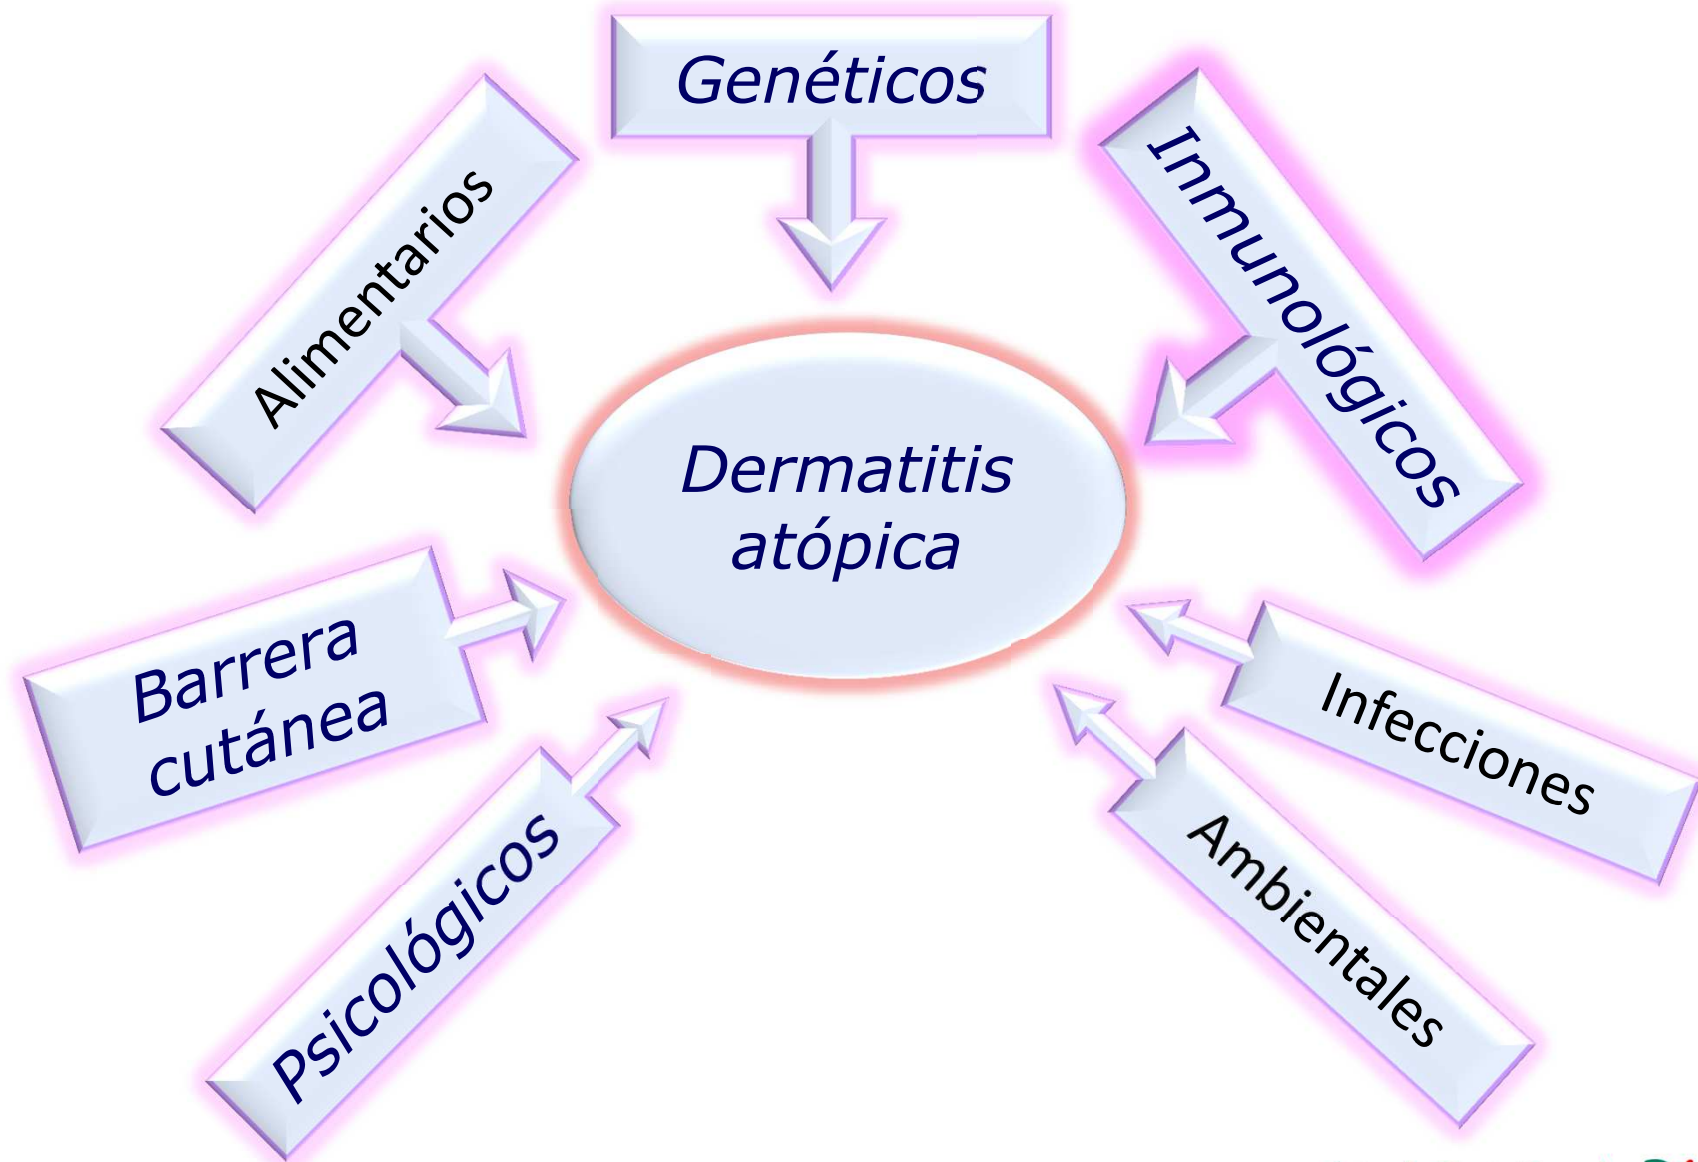 Genéticos
Alimentarios
Inmunológicos
Dermatitis
atópica
Barrera
cutánea
Infecciones
Psicológicos
Ambientales